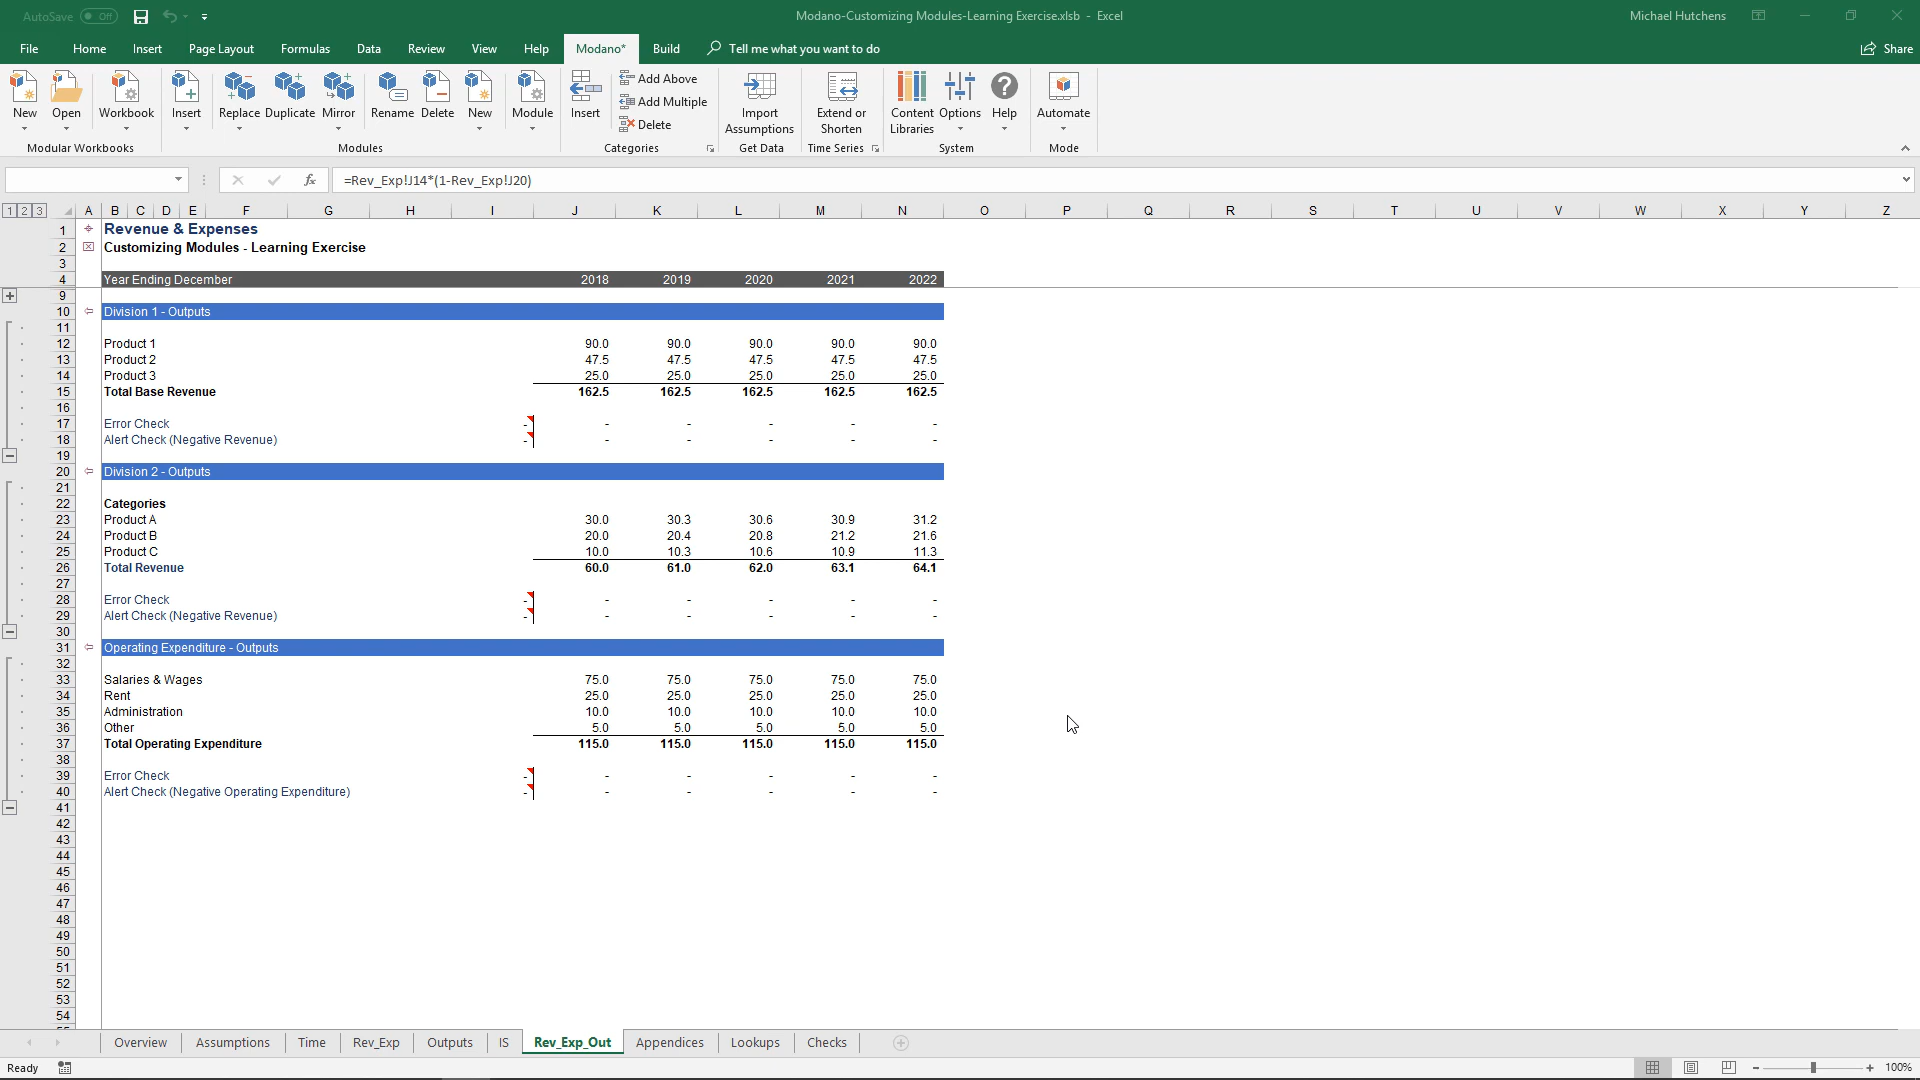 AutoSave Off
Modano-Customizing Modules-Learning Exercise.xlsb - Excel
Michael Hutchens
File Home Insert Page Layout Formulas Data Review View Help Modano* Build Tell me what you want to do Share
New Open Workbook Insert Replace Duplicate Mirror Rename Delete New Module Insert
Add Above
Add Multiple
Delete
Import Assumptions
Extend or Shorten
Content Libraries
Options Help Automate
Modular Workbooks Modules Categories Get Data Time Series System Mode
fx =Rev_Exp!J14*(1-Rev_Exp!J20)
1 2 3 A B C D E F G H I J K L M N O P Q R S T U V W X Y Z
1 Revenue & Expenses
2 Customizing Modules - Learning Exercise
3
4 Year Ending December 2018 2019 2020 2021 2022
9
10 Division 1 - Outputs
11
12 Product 1 90.0 90.0 90.0 90.0 90.0
13 Product 2 47.5 47.5 47.5 47.5 47.5
14 Product 3 25.0 25.0 25.0 25.0 25.0
15 Total Base Revenue 162.5 162.5 162.5 162.5 162.5
16
17 Error Check - - - - - -
18 Alert Check (Negative Revenue) - - - - - -
19
20 Division 2 - Outputs
21
22 Categories
23 Product A 30.0 30.3 30.6 30.9 31.2
24 Product B 20.0 20.4 20.8 21.2 21.6
25 Product C 10.0 10.3 10.6 10.9 11.3
26 Total Revenue 60.0 61.0 62.0 63.1 64.1
27
28 Error Check - - - - - -
29 Alert Check (Negative Revenue) - - - - - -
30
31 Operating Expenditure - Outputs
32
33 Salaries & Wages 75.0 75.0 75.0 75.0 75.0
34 Rent 25.0 25.0 25.0 25.0 25.0
35 Administration 10.0 10.0 10.0 10.0 10.0
36 Other 5.0 5.0 5.0 5.0 5.0
37 Total Operating Expenditure 115.0 115.0 115.0 115.0 115.0
38
39 Error Check - - - - - -
40 Alert Check (Negative Operating Expenditure) - - - - - -
41
42
43
44
45
46
47
48
49
50
51
52
53
54
Overview Assumptions Time Rev_Exp Outputs IS Rev_Exp_Out Appendices Lookups Checks
Ready 100%